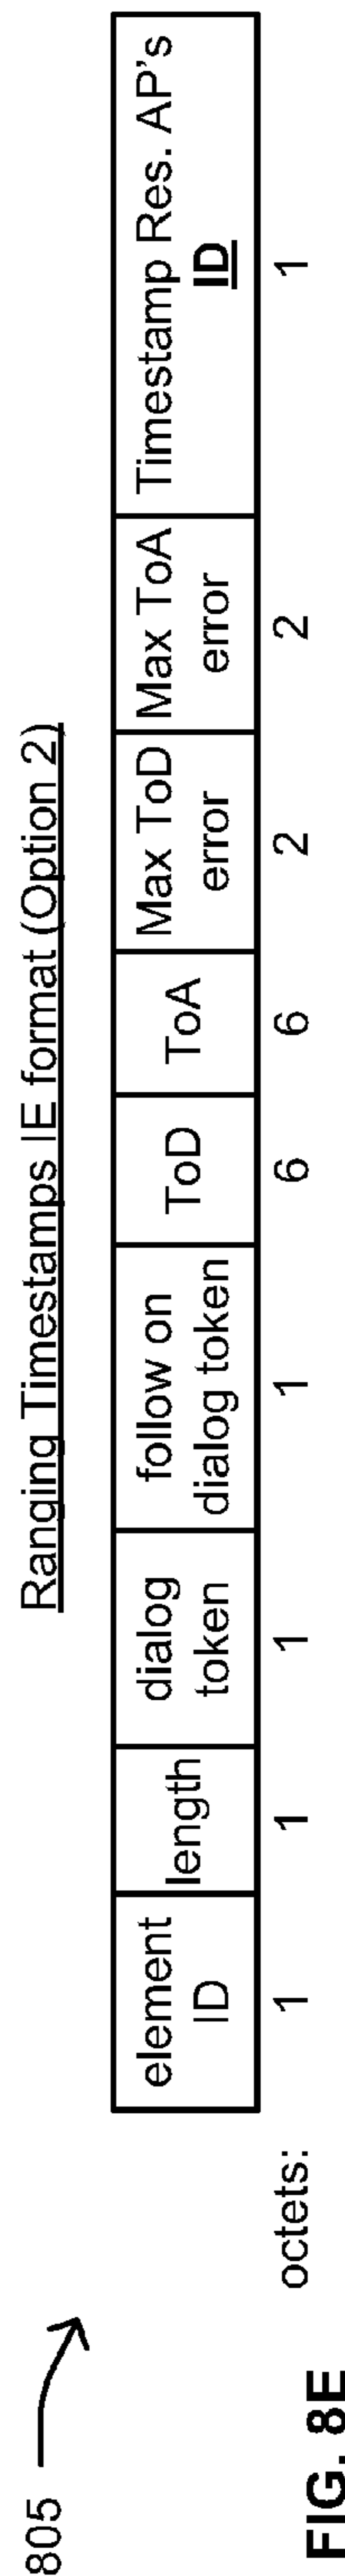 805
Ranging Timestamps IE format (Option 2)
element ID
length
dialog token
follow on dialog token
ToD
ToA
Max ToD error
Max ToA error
Timestamp Res. AP's ID
octets: 1 1 1 1 6 6 2 2 1
FIG. 8E